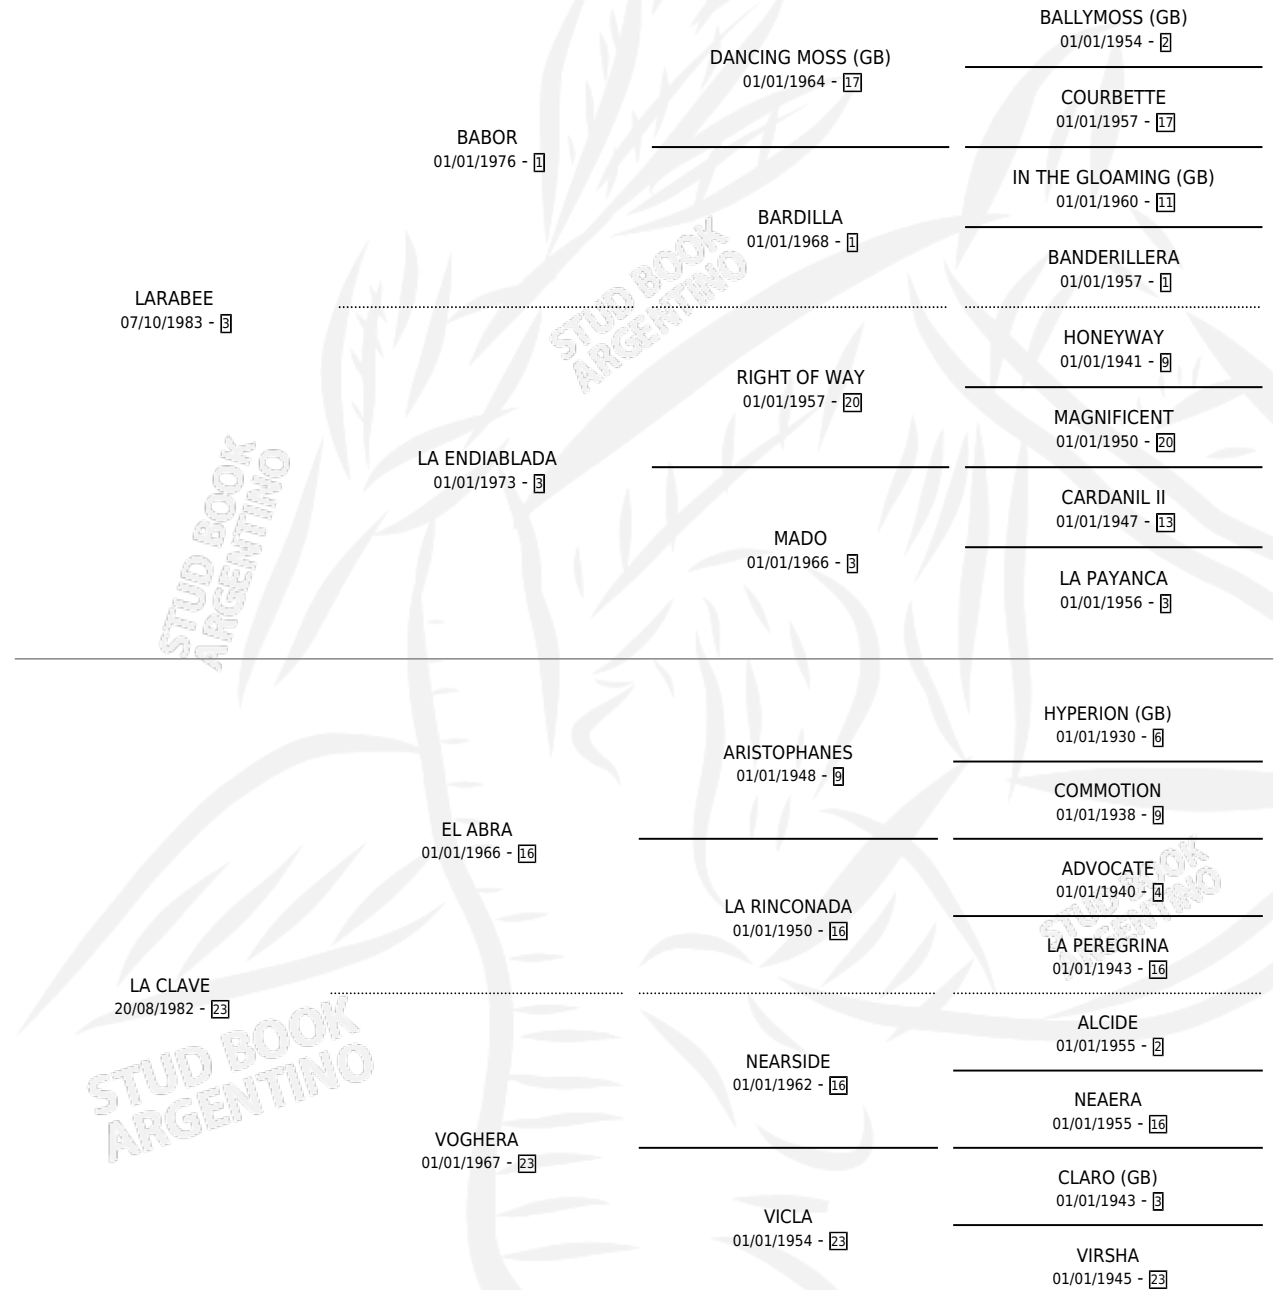 BALLYMOSS (GB)
01/01/1954 - 2
DANCING MOSS (GB)
01/01/1964 - 17
COURBETTE
01/01/1957 - 17
BABOR
01/01/1976 - 1
IN THE GLOAMING (GB)
01/01/1960 - 11
BARDILLA
01/01/1968 - 1
BANDERILLERA
01/01/1957 - 1
LARABEE
07/10/1983 - 3
HONEYWAY
01/01/1941 - 9
RIGHT OF WAY
01/01/1957 - 20
MAGNIFICENT
01/01/1950 - 20
LA ENDIABLADA
01/01/1973 - 3
CARDANIL II
01/01/1947 - 13
MADO
01/01/1966 - 3
LA PAYANCA
01/01/1956 - 3
STUD BOOK
ARGENTINO
STUD BOOK
ARGENTINO
HYPERION (GB)
01/01/1930 - 6
ARISTOPHANES
01/01/1948 - 9
COMMOTION
01/01/1938 - 9
EL ABRA
01/01/1966 - 16
ADVOCATE
01/01/1940 - 4
LA RINCONADA
01/01/1950 - 16
LA PEREGRINA
01/01/1943 - 16
LA CLAVE
20/08/1982 - 23
ALCIDE
01/01/1955 - 2
NEARSIDE
01/01/1962 - 16
NEAERA
01/01/1955 - 16
VOGHERA
01/01/1967 - 23
CLARO (GB)
01/01/1943 - 3
VICLA
01/01/1954 - 23
VIRSHA
01/01/1945 - 23
STUD BOOK
ARGENTINO
STUD BOOK
ARGENTINO